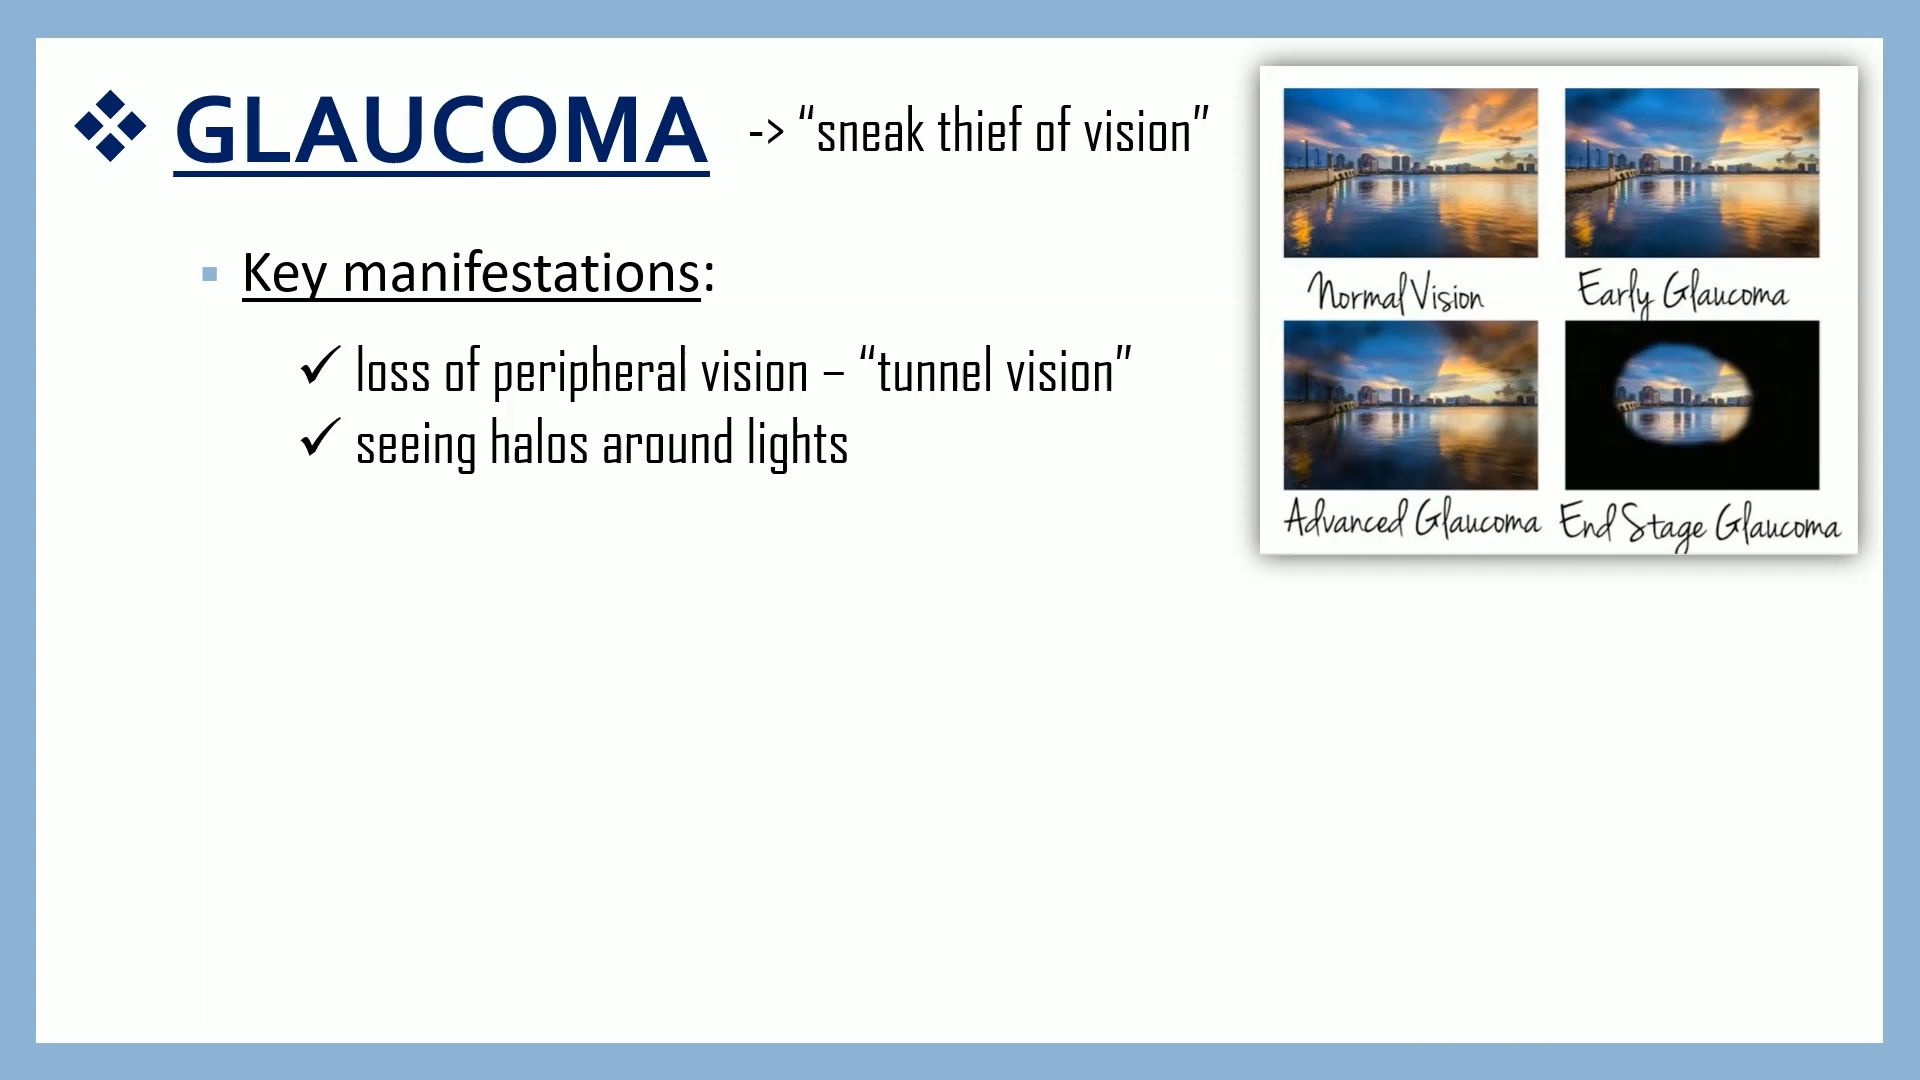 ❖ GLAUCOMA -> “sneak thief of vision”
▪ Key manifestations:
✓ loss of peripheral vision – “tunnel vision”
✓ seeing halos around lights
Normal Vision
Early Glaucoma
Advanced Glaucoma
End Stage Glaucoma